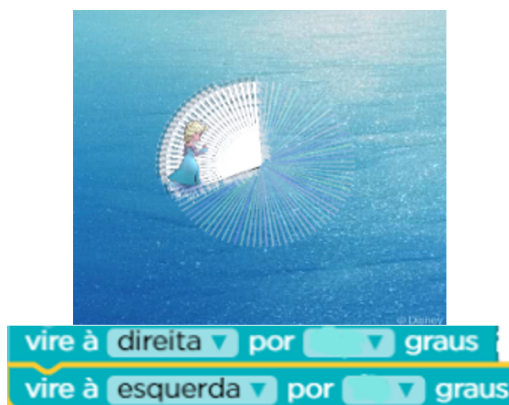 © Disney
vire à direita por graus
vire à esquerda por graus